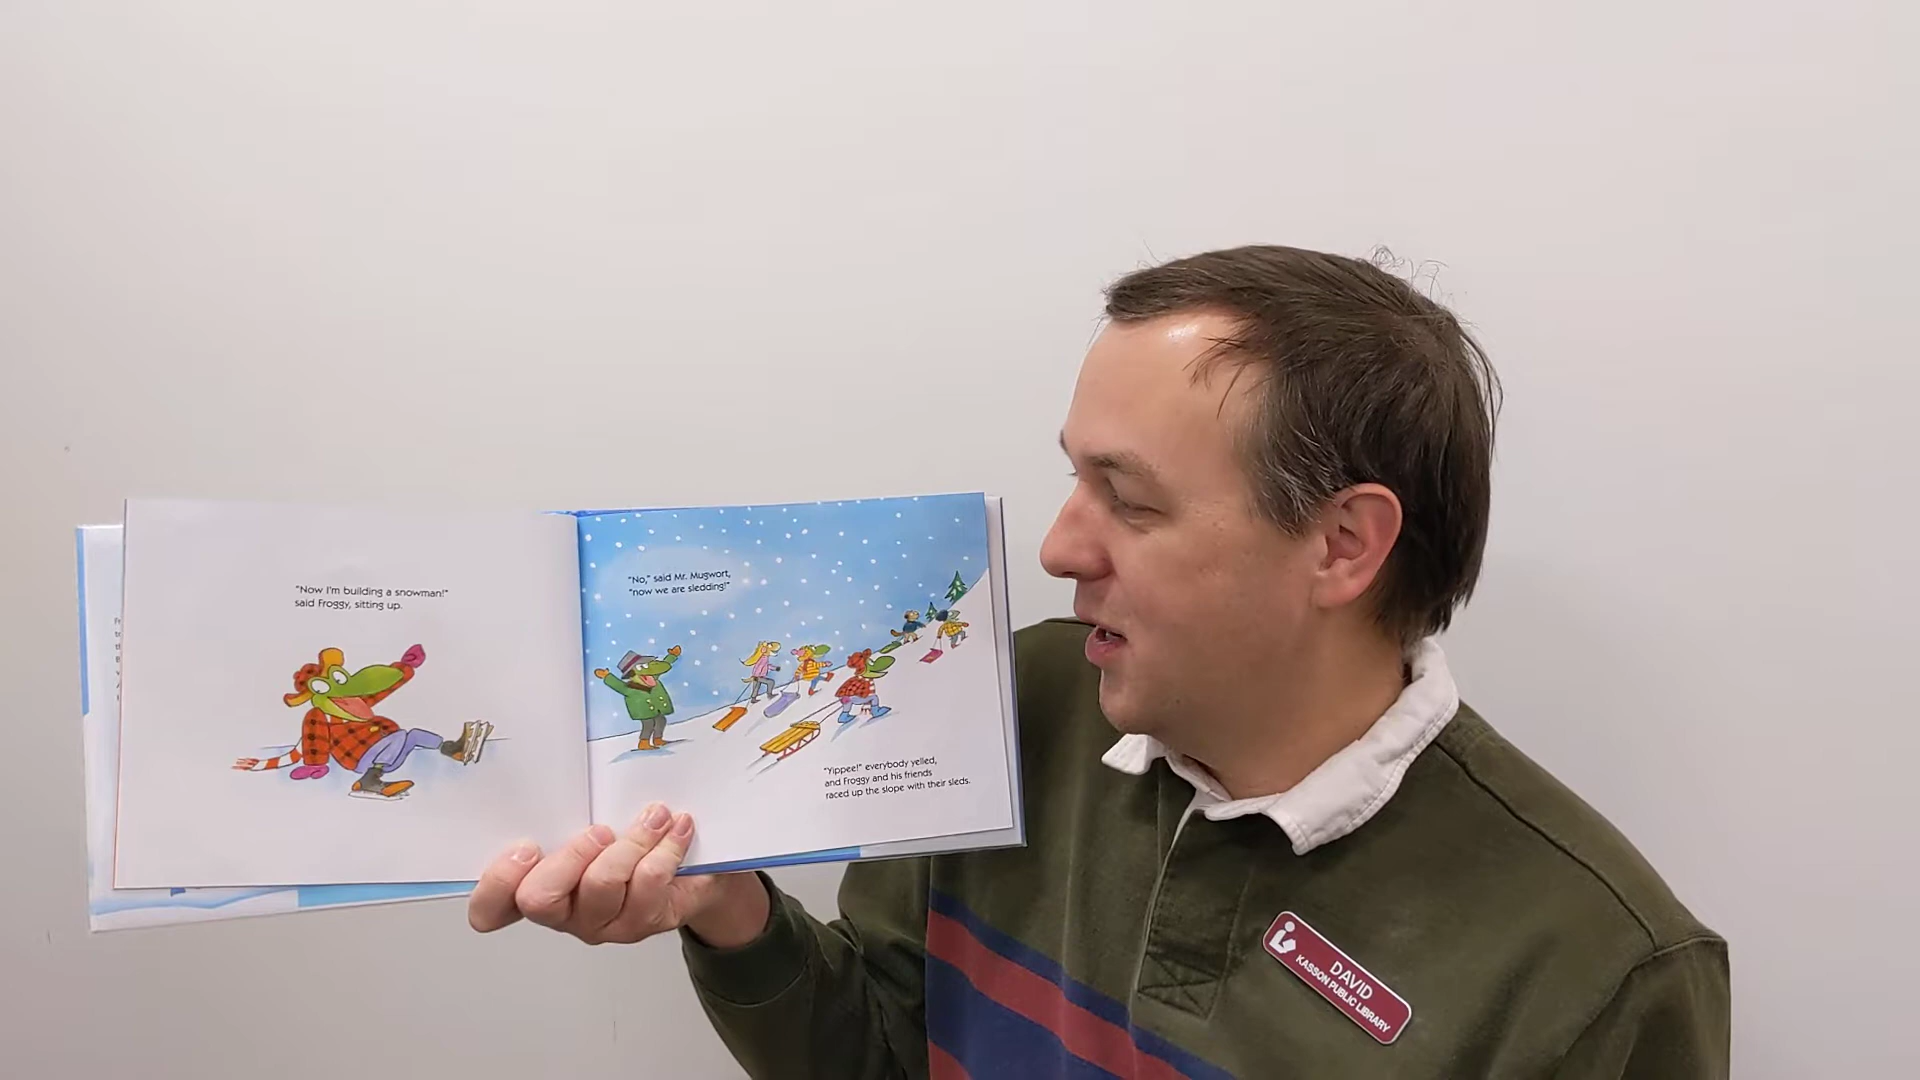 "Now I'm building a snowman!"
said Froggy, sitting up.
"No," said Mr. Mugwort,
"now we are sledding!"
"Yippee!" everybody yelled,
and Froggy and his friends
raced up the slope with their sleds.
DAVID
KASSON PUBLIC LIBRARY